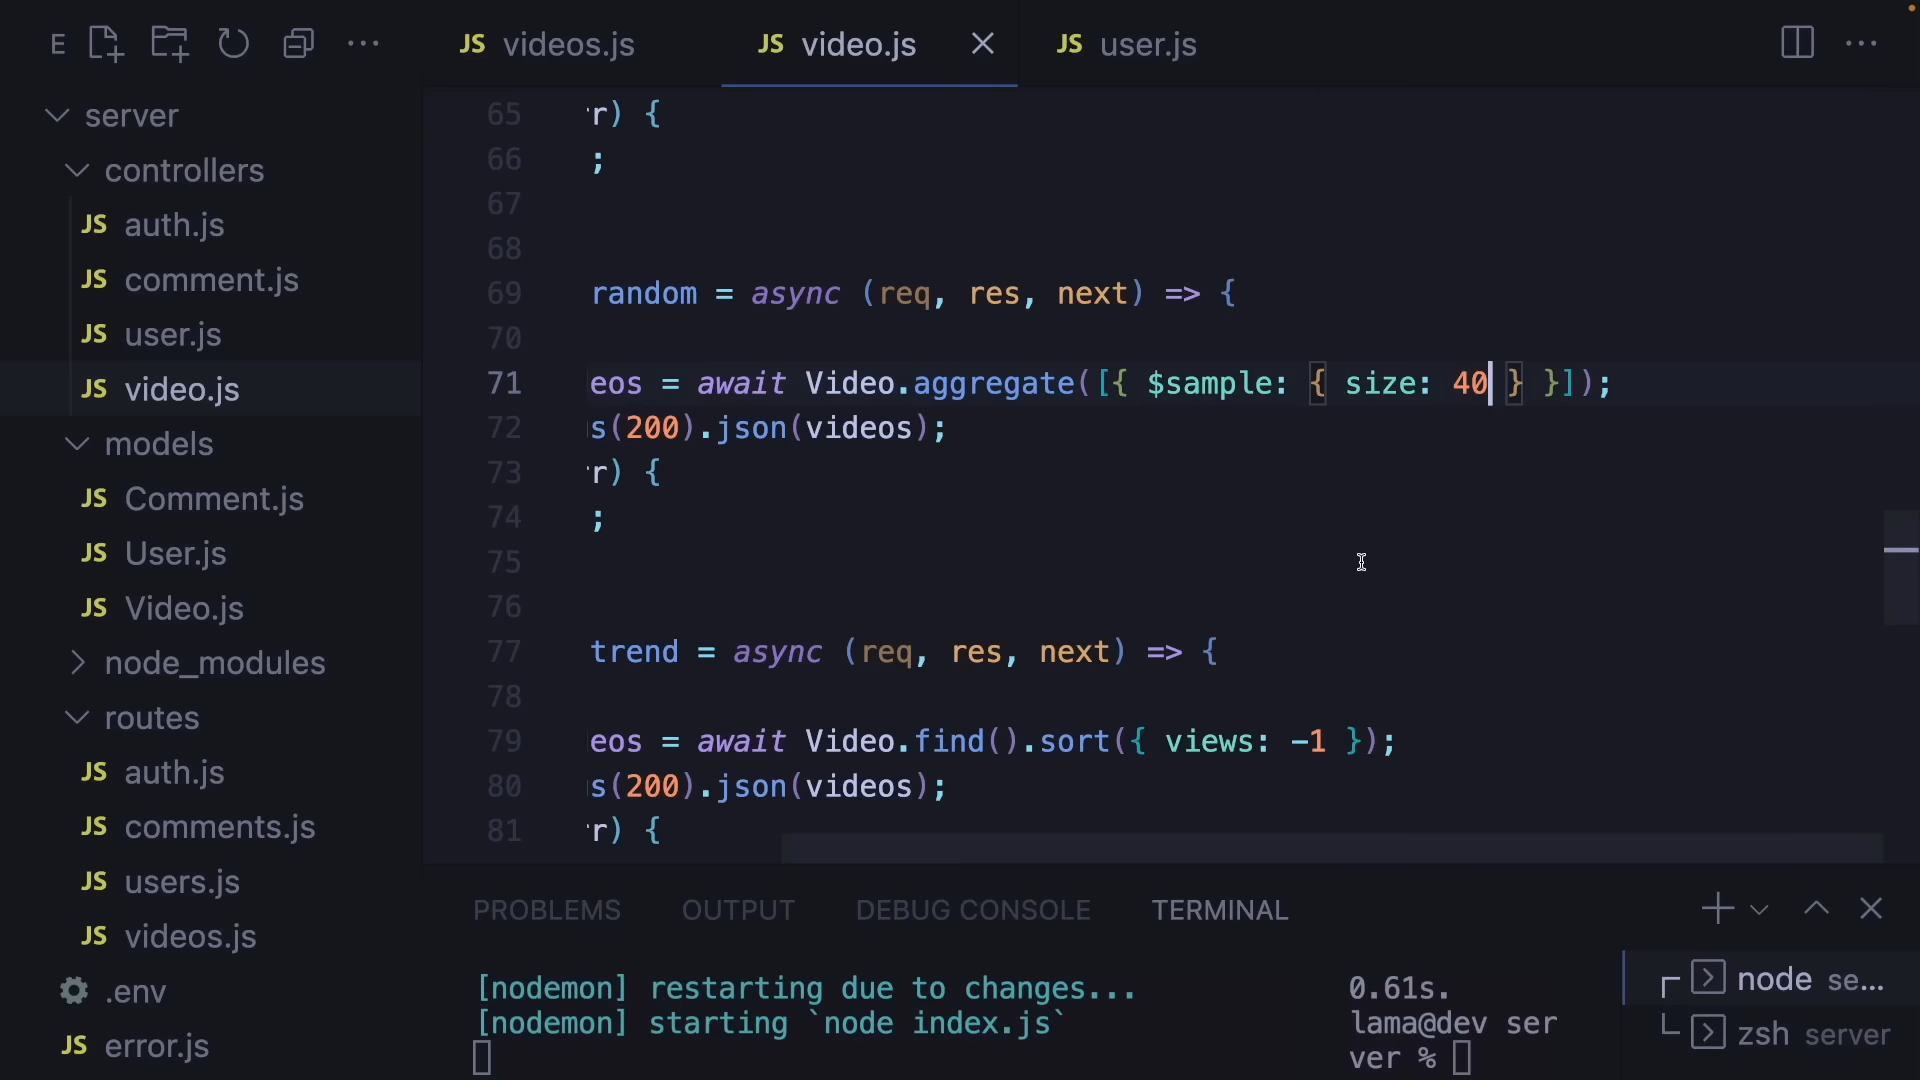 E
JS videos.js
JS video.js
JS user.js
server
controllers
JS auth.js
JS comment.js
JS user.js
JS video.js
models
JS Comment.js
JS User.js
JS Video.js
node_modules
routes
JS auth.js
JS comments.js
JS users.js
JS videos.js
.env
JS error.js
65 r) {
66 ;
67
68
69 random = async (req, res, next) => {
70
71 eos = await Video.aggregate([{ $sample: { size: 40 } }]);
72 s(200).json(videos);
73 r) {
74 ;
75
76
77 trend = async (req, res, next) => {
78
79 eos = await Video.find().sort({ views: -1 });
80 s(200).json(videos);
81 r) {
PROBLEMS OUTPUT DEBUG CONSOLE TERMINAL
[nodemon] restarting due to changes...
[nodemon] starting `node index.js`
0.61s.
lama@dev ser
ver %
node se...
zsh server